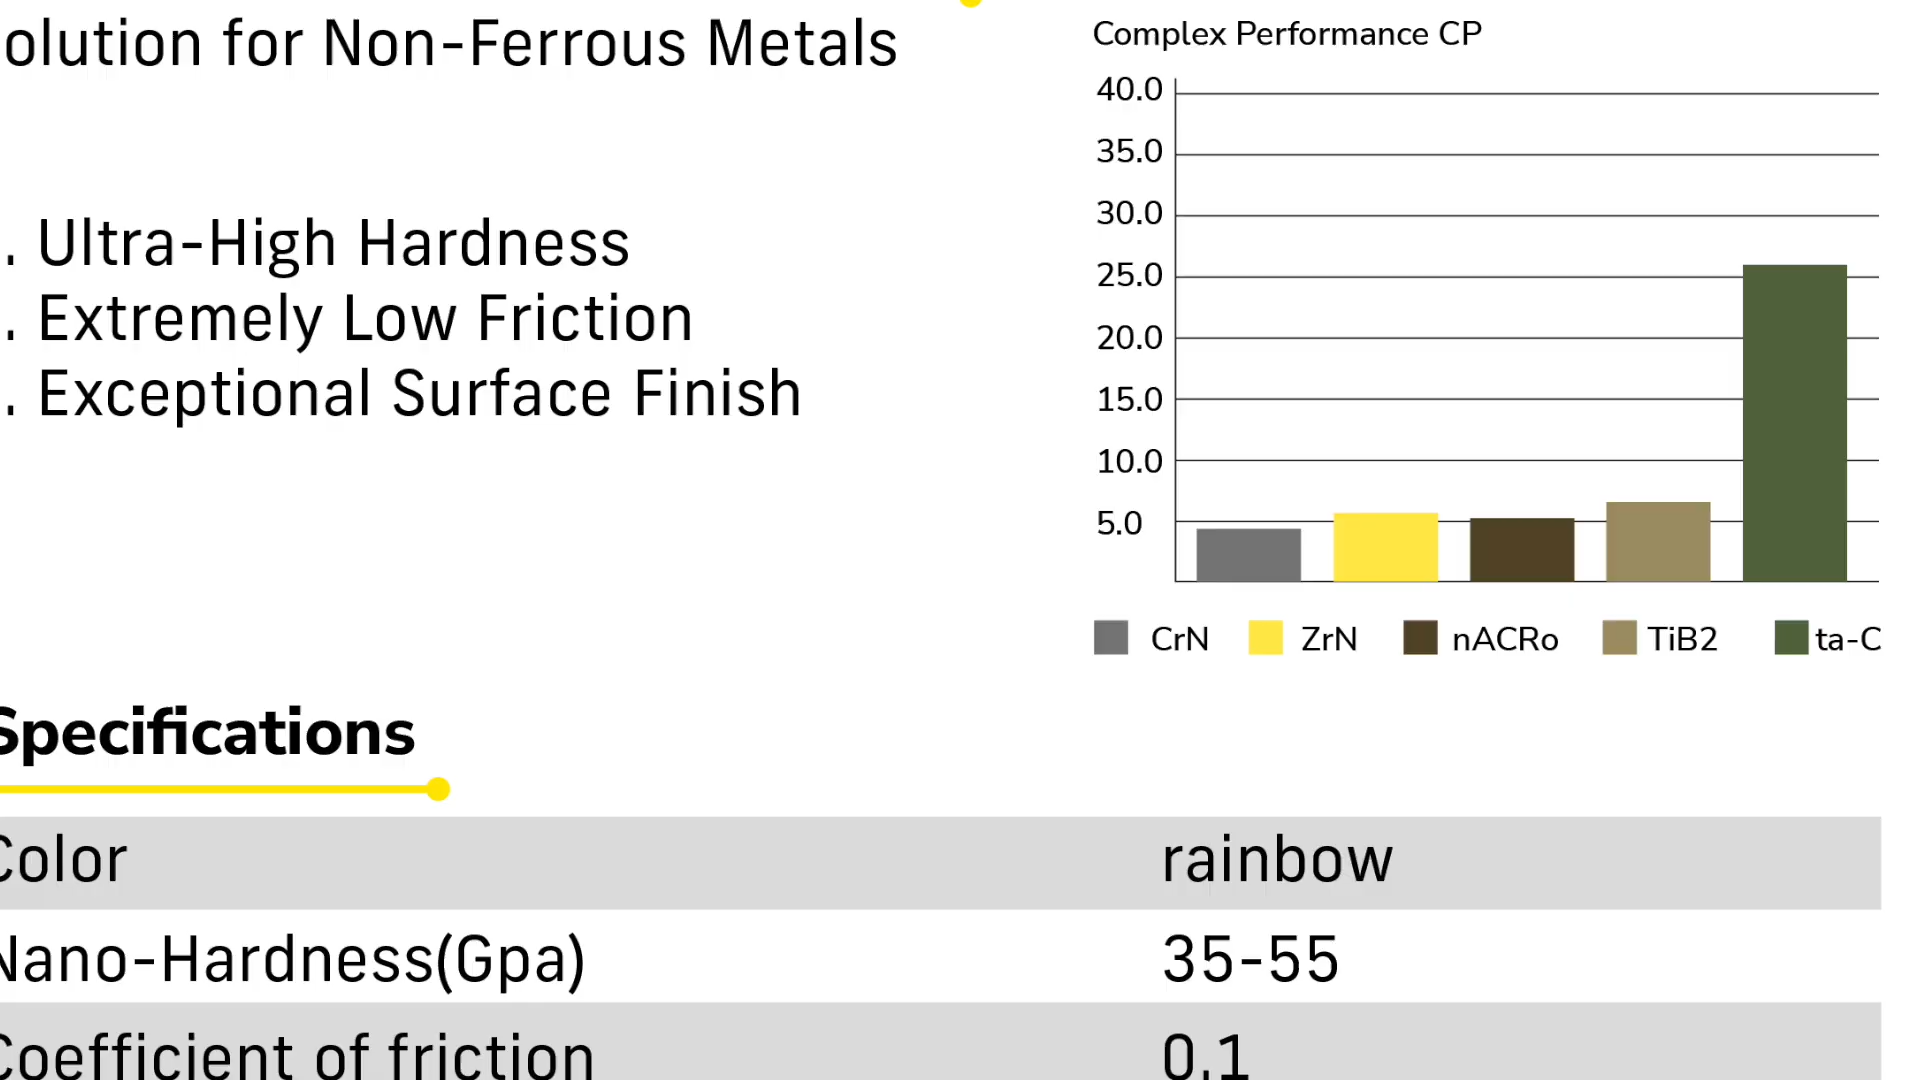 olution for Non-Ferrous Metals
. Ultra-High Hardness
. Extremely Low Friction
. Exceptional Surface Finish
Complex Performance CP
40.0
35.0
30.0
25.0
20.0
15.0
10.0
5.0
CrN ZrN nACRo TiB2 ta-C
Specifications
Color rainbow
Nano-Hardness(Gpa) 35-55
Coefficient of friction 0.1